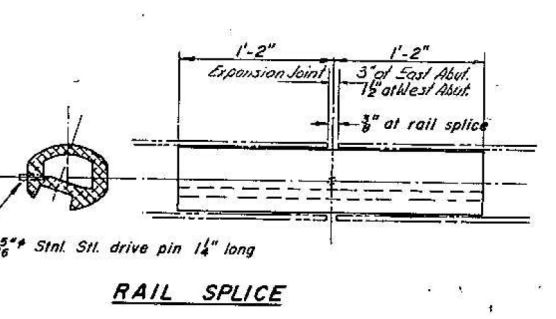 1'-2" 1'-2"
Expansion Joint 3" at East Abut.
1½" at West Abut.
3/8" at rail splice
5/16" ϕ Stnl. Stl. drive pin 1¼" long
RAIL SPLICE